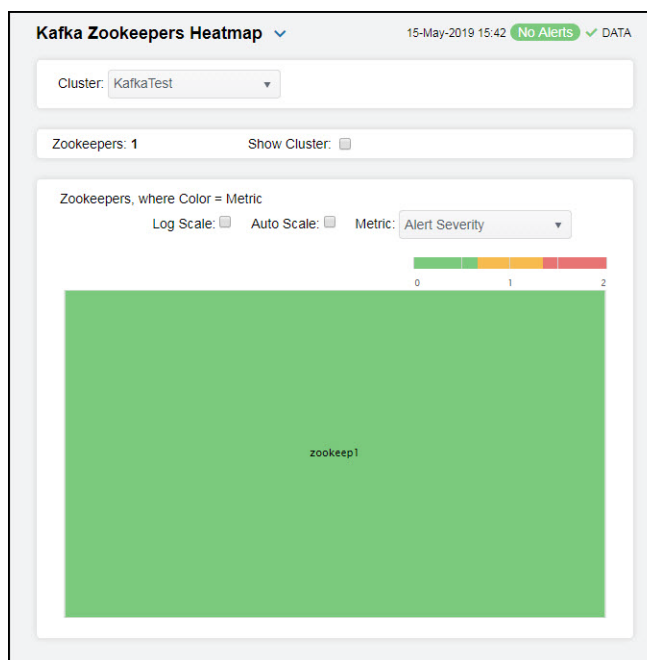 Kafka Zookeepers Heatmap 15-May-2019 15:42 No Alerts DATA
Cluster: KafkaTest
Zookeepers: 1 Show Cluster:
Zookeepers, where Color = Metric
Log Scale: Auto Scale: Metric: Alert Severity
0 1 2
zookeep1